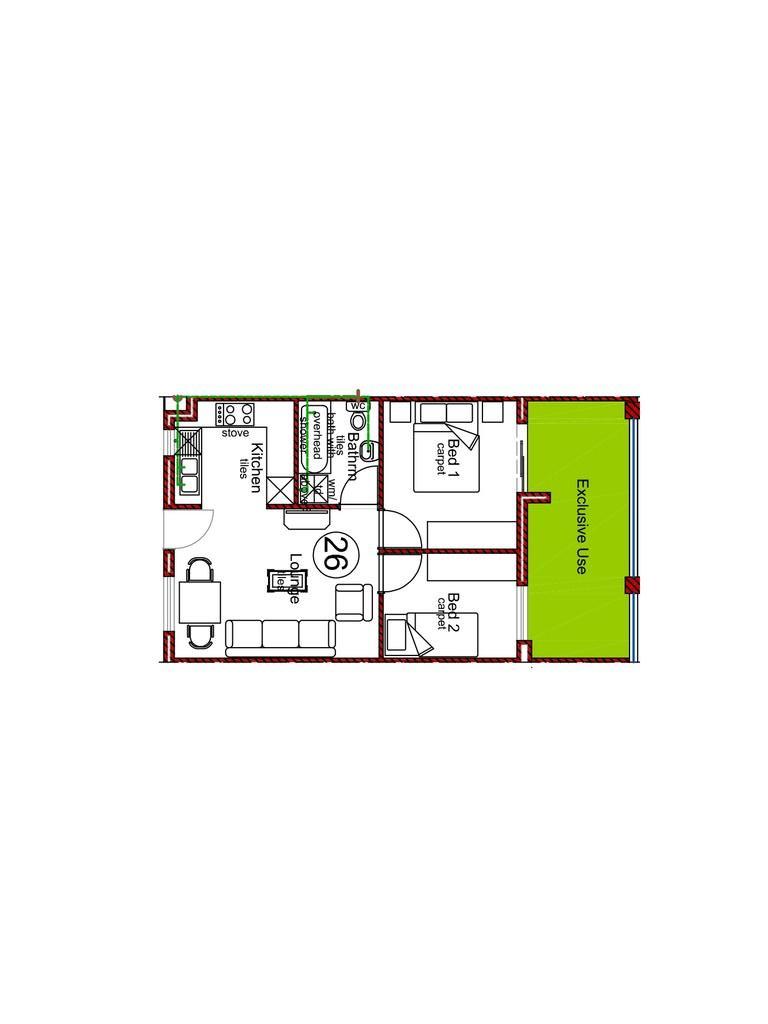 stove
Kitchen
tiles
overhead
bath with
shower
Bathrm
tiles
wc
wm/
td
above
Bed 1
carpet
26
Lounge
tiles
Bed 2
carpet
Exclusive Use